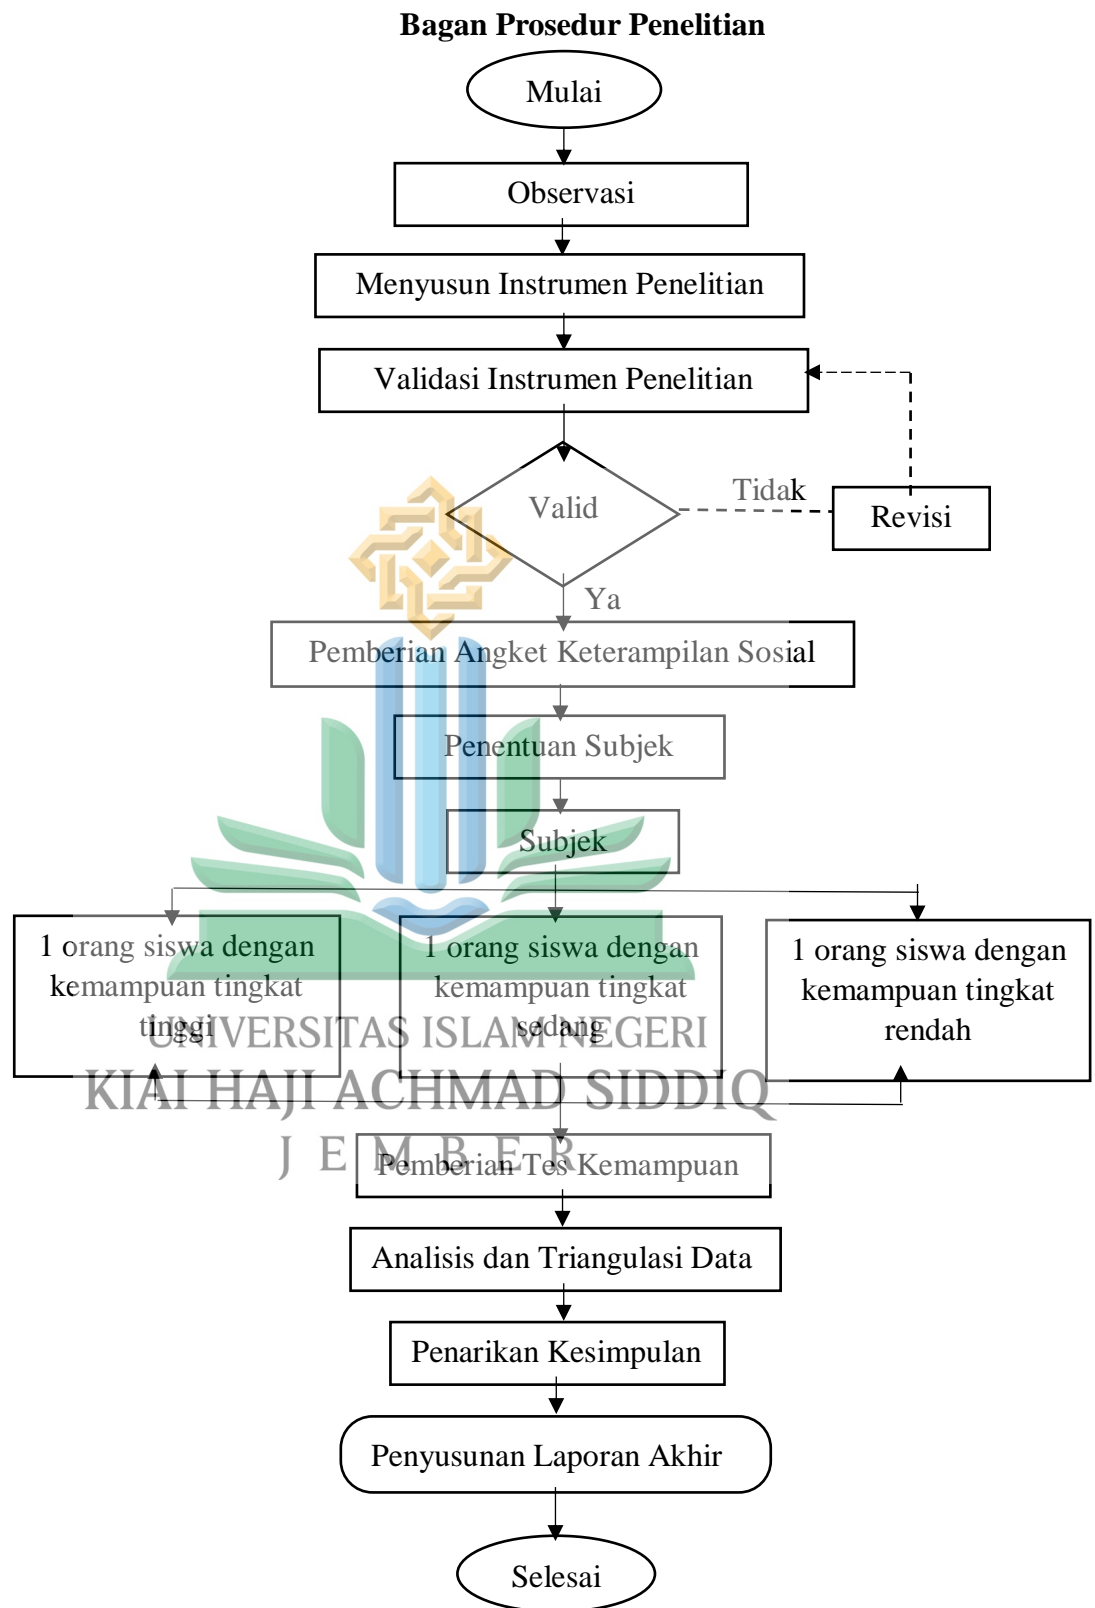 Bagan Prosedur Penelitian
Mulai
Observasi
Menyusun Instrumen Penelitian
Validasi Instrumen Penelitian
Valid
Tidak
Revisi
Ya
Pemberian Angket Keterampilan Sosial
Penentuan Subjek
Subjek
1 orang siswa dengan
kemampuan tingkat
tinggi
1 orang siswa dengan
kemampuan tingkat
sedang
1 orang siswa dengan
kemampuan tingkat
rendah
UNIVERSITAS ISLAM NEGERI
KIAI HAJI ACHMAD SIDDIQ
JEMBER
Pemberian Tes Kemampuan
Analisis dan Triangulasi Data
Penarikan Kesimpulan
Penyusunan Laporan Akhir
Selesai